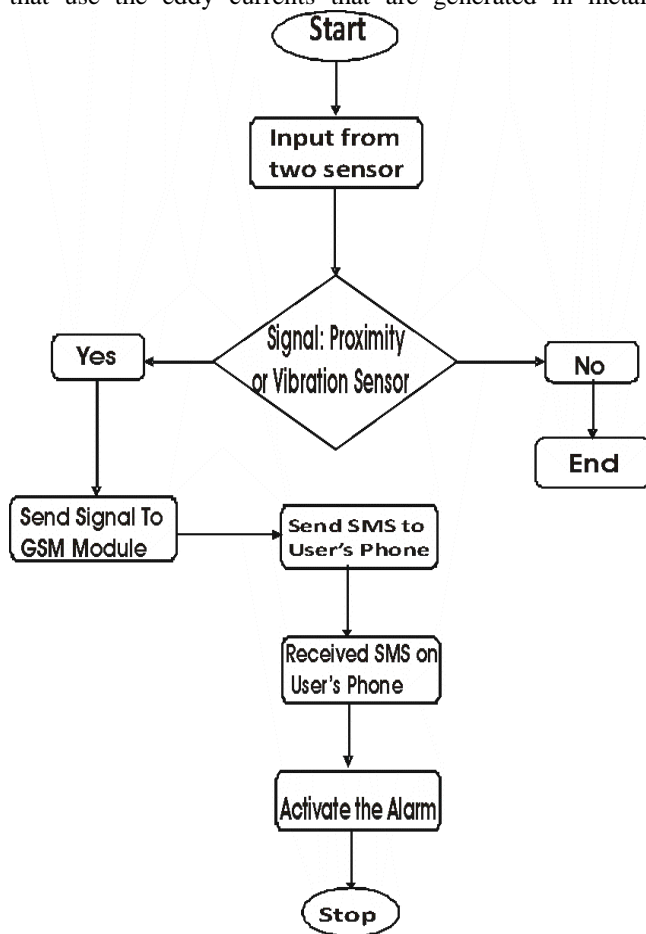 that use the eddy currents that are generated in metal
Start
Input from
two sensor
Signal: Proximity
or Vibration Sensor
Yes
No
End
Send Signal To
GSM Module
Send SMS to
User's Phone
Received SMS on
User's Phone
Activate the Alarm
Stop